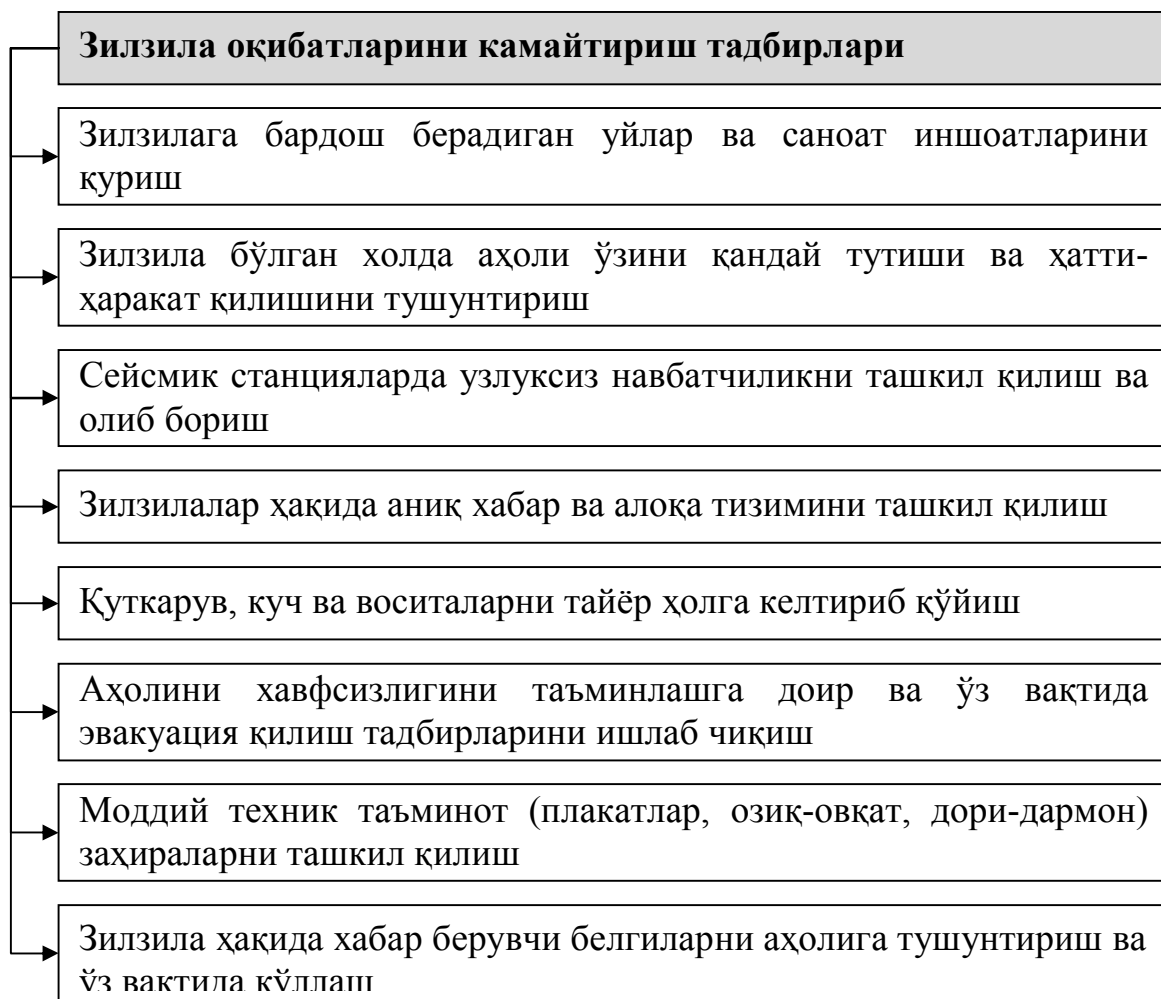 Зилзила оқибатларини камайтириш тадбирлари
Зилзилага бардош берадиган уйлар ва саноат иншоатларини
қуриш
Зилзила бўлган холда аҳоли ўзини қандай тутиши ва ҳатти-
ҳаракат қилишини тушунтириш
Сейсмик станцияларда узлуксиз навбатчиликни ташкил қилиш ва
олиб бориш
Зилзилалар ҳақида аниқ хабар ва алоқа тизимини ташкил қилиш
Қуткарув, куч ва воситаларни тайёр ҳолга келтириб қўйиш
Аҳолини хавфсизлигини таъминлашга доир ва ўз вақтида
эвакуация қилиш тадбирларини ишлаб чиқиш
Моддий техник таъминот (плакатлар, озиқ-овқат, дори-дармон)
заҳираларни ташкил қилиш
Зилзила ҳақида хабар берувчи белгиларни аҳолига тушунтириш ва
ўз вақтида қўллаш